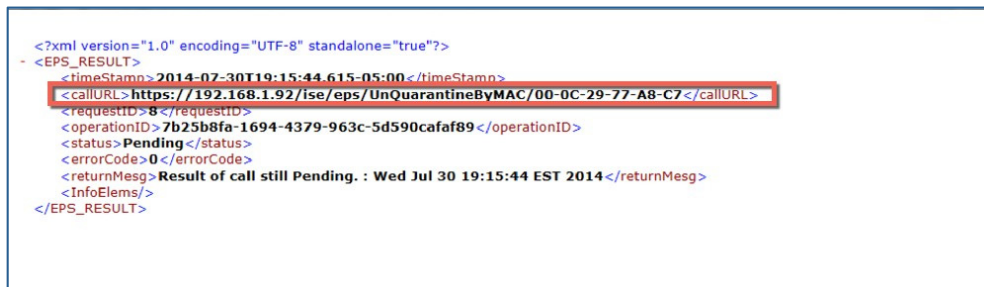 <?xml version="1.0" encoding="UTF-8" standalone="true"?>
- <EPS_RESULT>
<timeStamp>2014-07-30T19:15:44.615-05:00</timeStamp>
<callURL>https://192.168.1.92/ise/eps/UnQuarantineByMAC/00-0C-29-77-A8-C7</callURL>
<requestID>8</requestID>
<operationID>7b25b8fa-1694-4379-963c-5d590cafaf89</operationID>
<status>Pending</status>
<errorCode>0</errorCode>
<returnMesg>Result of call still Pending. : Wed Jul 30 19:15:44 EST 2014</returnMesg>
<InfoElems/>
</EPS_RESULT>